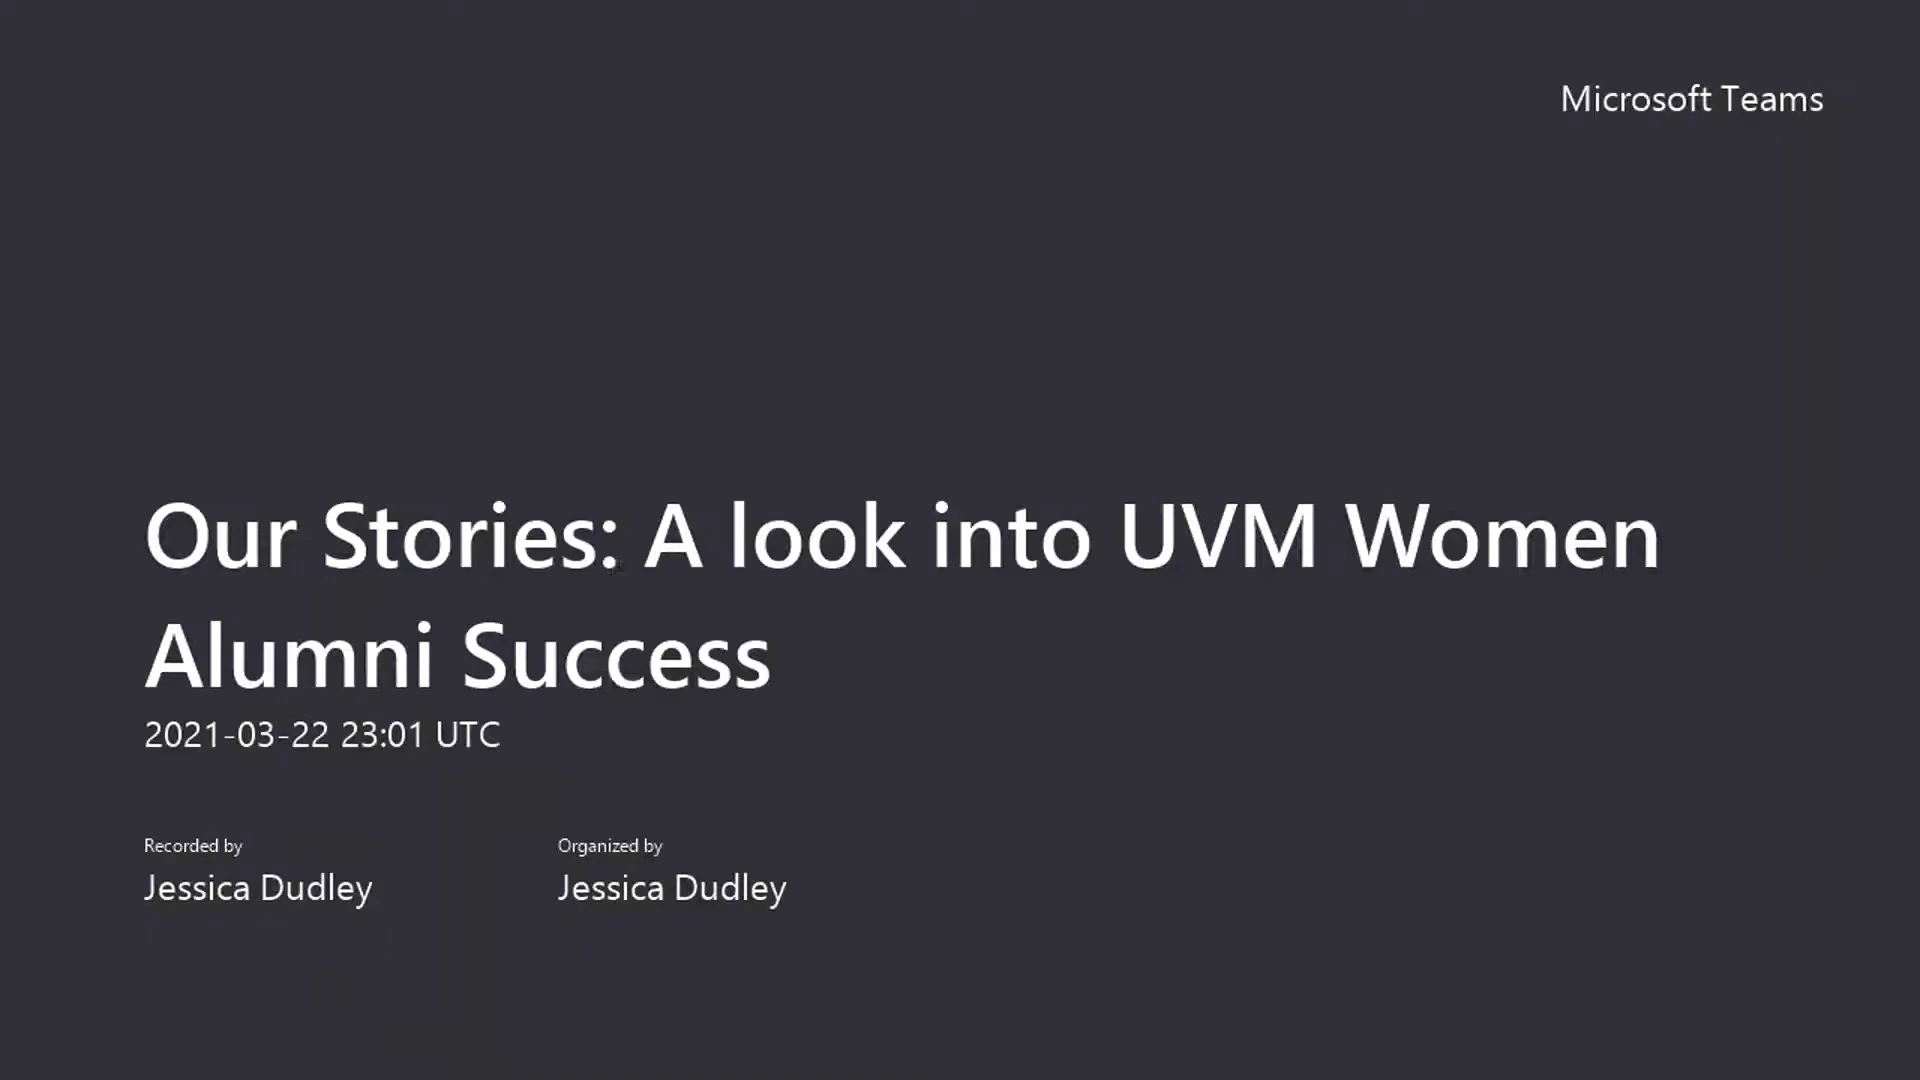 Microsoft Teams
Our Stories: A look into UVM Women
Alumni Success
2021-03-22 23:01 UTC
Recorded by
Jessica Dudley
Organized by
Jessica Dudley